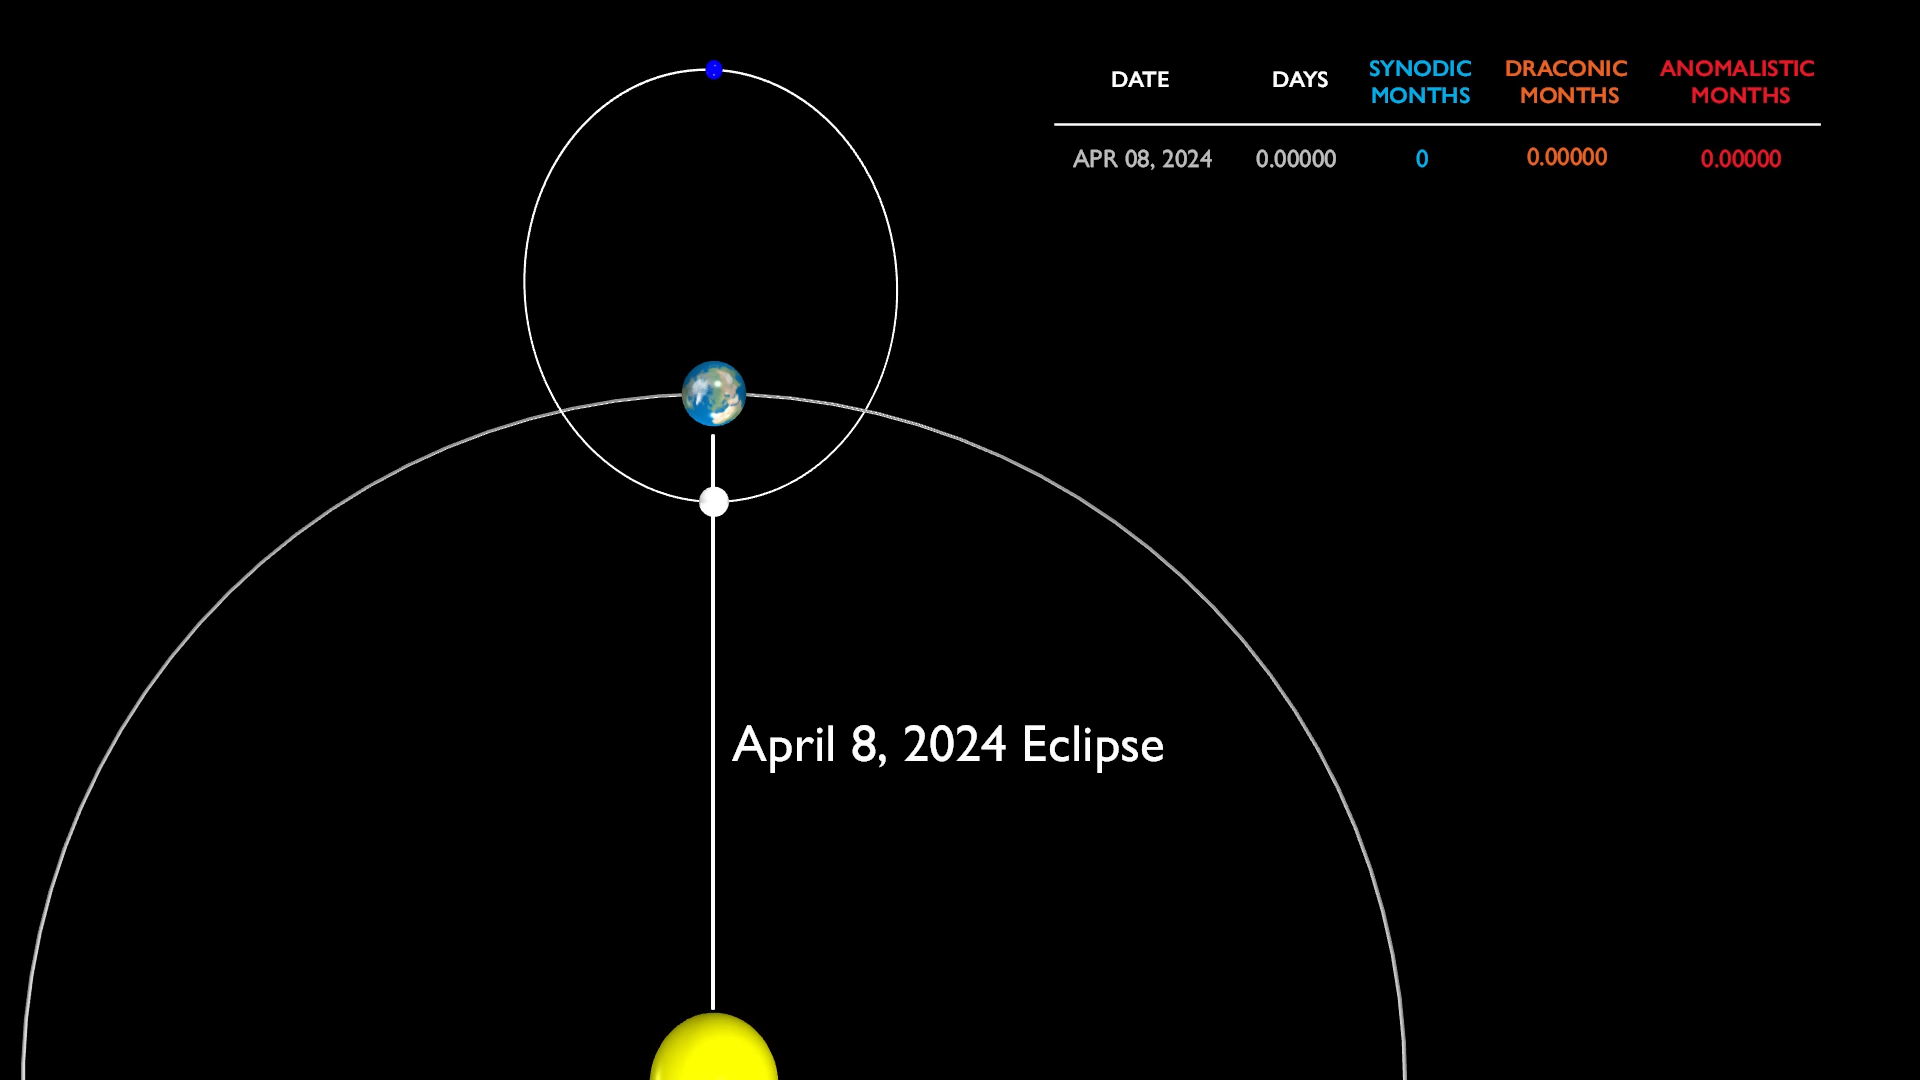 DATE DAYS SYNODIC MONTHS DRACONIC MONTHS ANOMALISTIC MONTHS
APR 08, 2024 0.00000 0 0.00000 0.00000
April 8, 2024 Eclipse